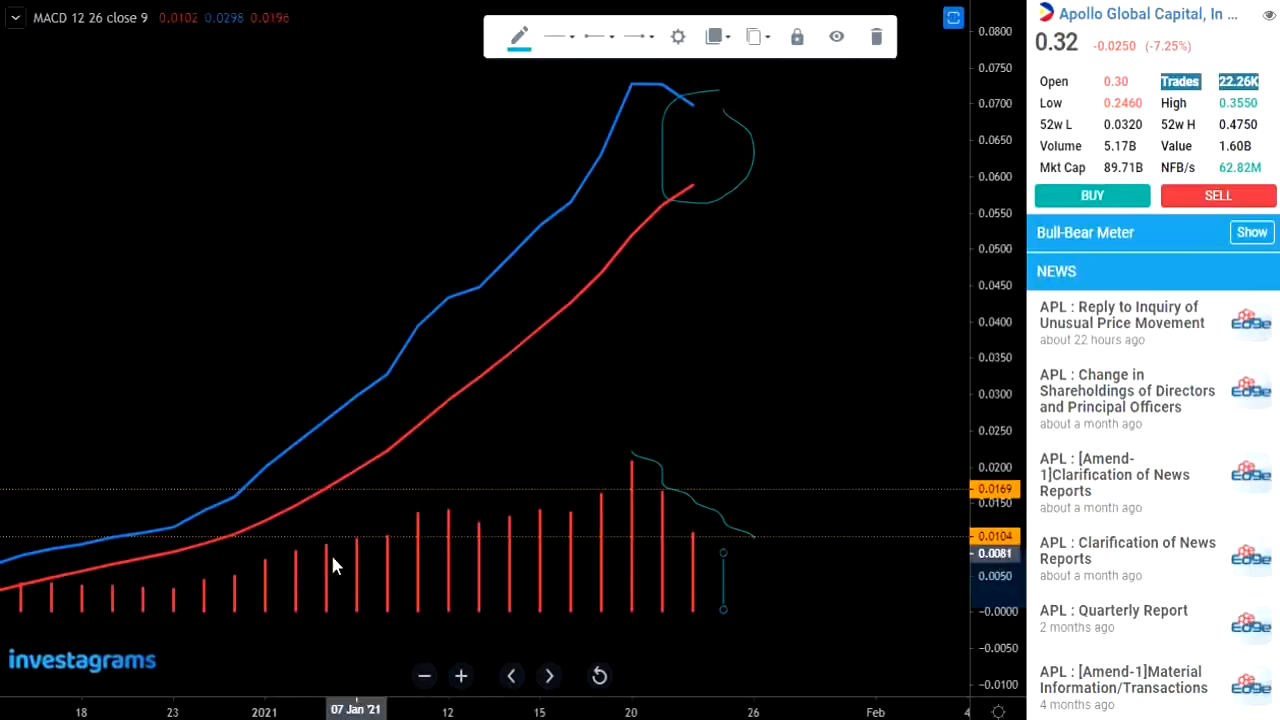 MACD 12 26 close 9 0.0102 0.0298 0.0196
0.0800
0.0750
0.0700
0.0650
0.0600
0.0550
0.0500
0.0450
0.0400
0.0350
0.0300
0.0250
0.0200
0.0169
0.0150
0.0104
0.0081
0.0050
-0.0000
-0.0050
-0.0100
investagrams
18 23 2021 07 Jan '21 12 15 20 26 Feb 4
Apollo Global Capital, In ...
0.32 -0.0250 (-7.25%)
Open 0.30 Trades 22.26K
Low 0.2460 High 0.3550
52w L 0.0320 52w H 0.4750
Volume 5.17B Value 1.60B
Mkt Cap 89.71B NFB/s 62.82M
BUY SELL
Bull-Bear Meter Show
NEWS
APL : Reply to Inquiry of
Unusual Price Movement
about 22 hours ago
EDGE
APL : Change in
Shareholdings of Directors
and Principal Officers
about a month ago
EDGE
APL : [Amend-
1]Clarification of News
Reports
about a month ago
EDGE
APL : Clarification of News
Reports
about a month ago
EDGE
APL : Quarterly Report
2 months ago
EDGE
APL : [Amend-1]Material
Information/Transactions
4 months ago
EDGE